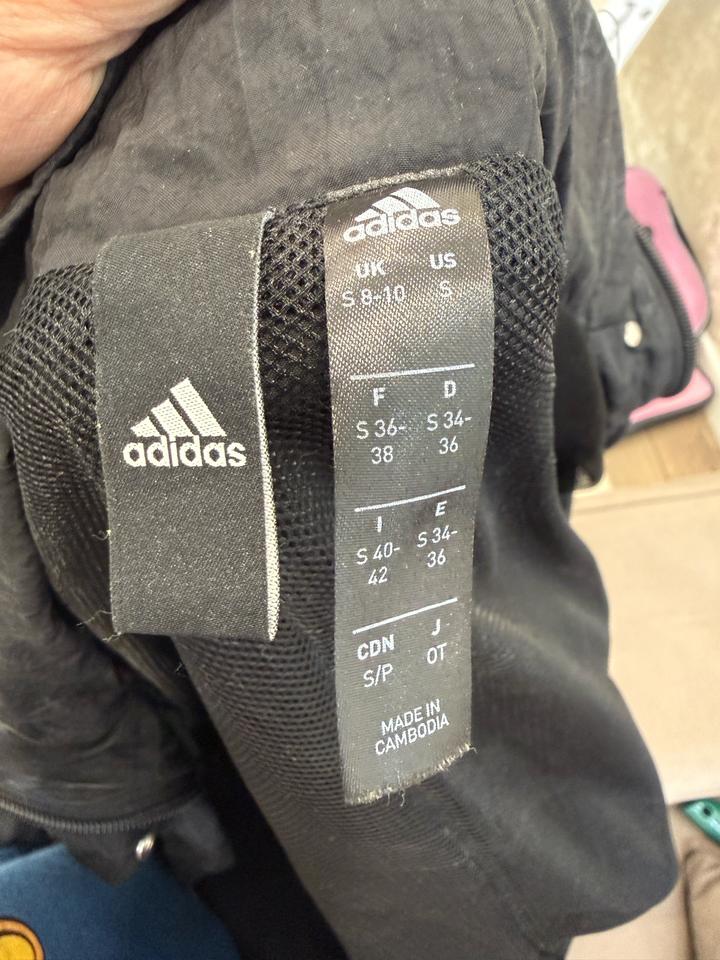 adidas
adidas
UK US
S 8-10 S
F D
S 36- S 34-
38 36
I E
S 40- S 34-
42 36
CDN J
S/P OT
MADE IN
CAMBODIA